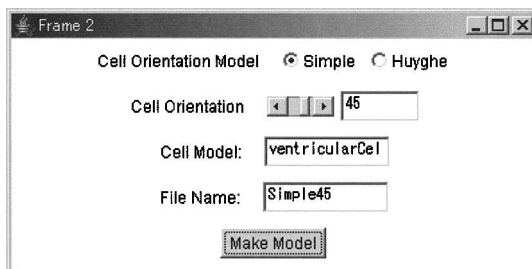 Frame 2
Cell Orientation Model Simple Huyghe
Cell Orientation 45
Cell Model: ventricularCel
File Name: Simple45
Make Model